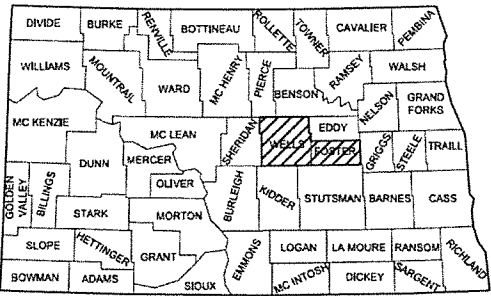 DIVIDE
BURKE
RENVILLE
BOTTINEAU
ROLLETTE
TOWNER
CAVALIER
PEMBINA
WILLIAMS
MOUNTRAIL
WARD
MC HENRY
PIERCE
BENSON
RAMSEY
WALSH
NELSON
GRAND
FORKS
MC KENZIE
MC LEAN
SHERIDAN
WELLS
EDDY
FOSTER
GRIGGS
STEELE
TRAILL
DUNN
MERCER
OLIVER
GOLDEN
VALLEY
BILLINGS
STARK
MORTON
BURLEIGH
KIDDER
STUTSMAN
BARNES
CASS
SLOPE
HETTINGER
GRANT
EMMONS
LOGAN
LA MOURE
RANSOM
RICHLAND
BOWMAN
ADAMS
SIOUX
MC INTOSH
DICKEY
SARGENT